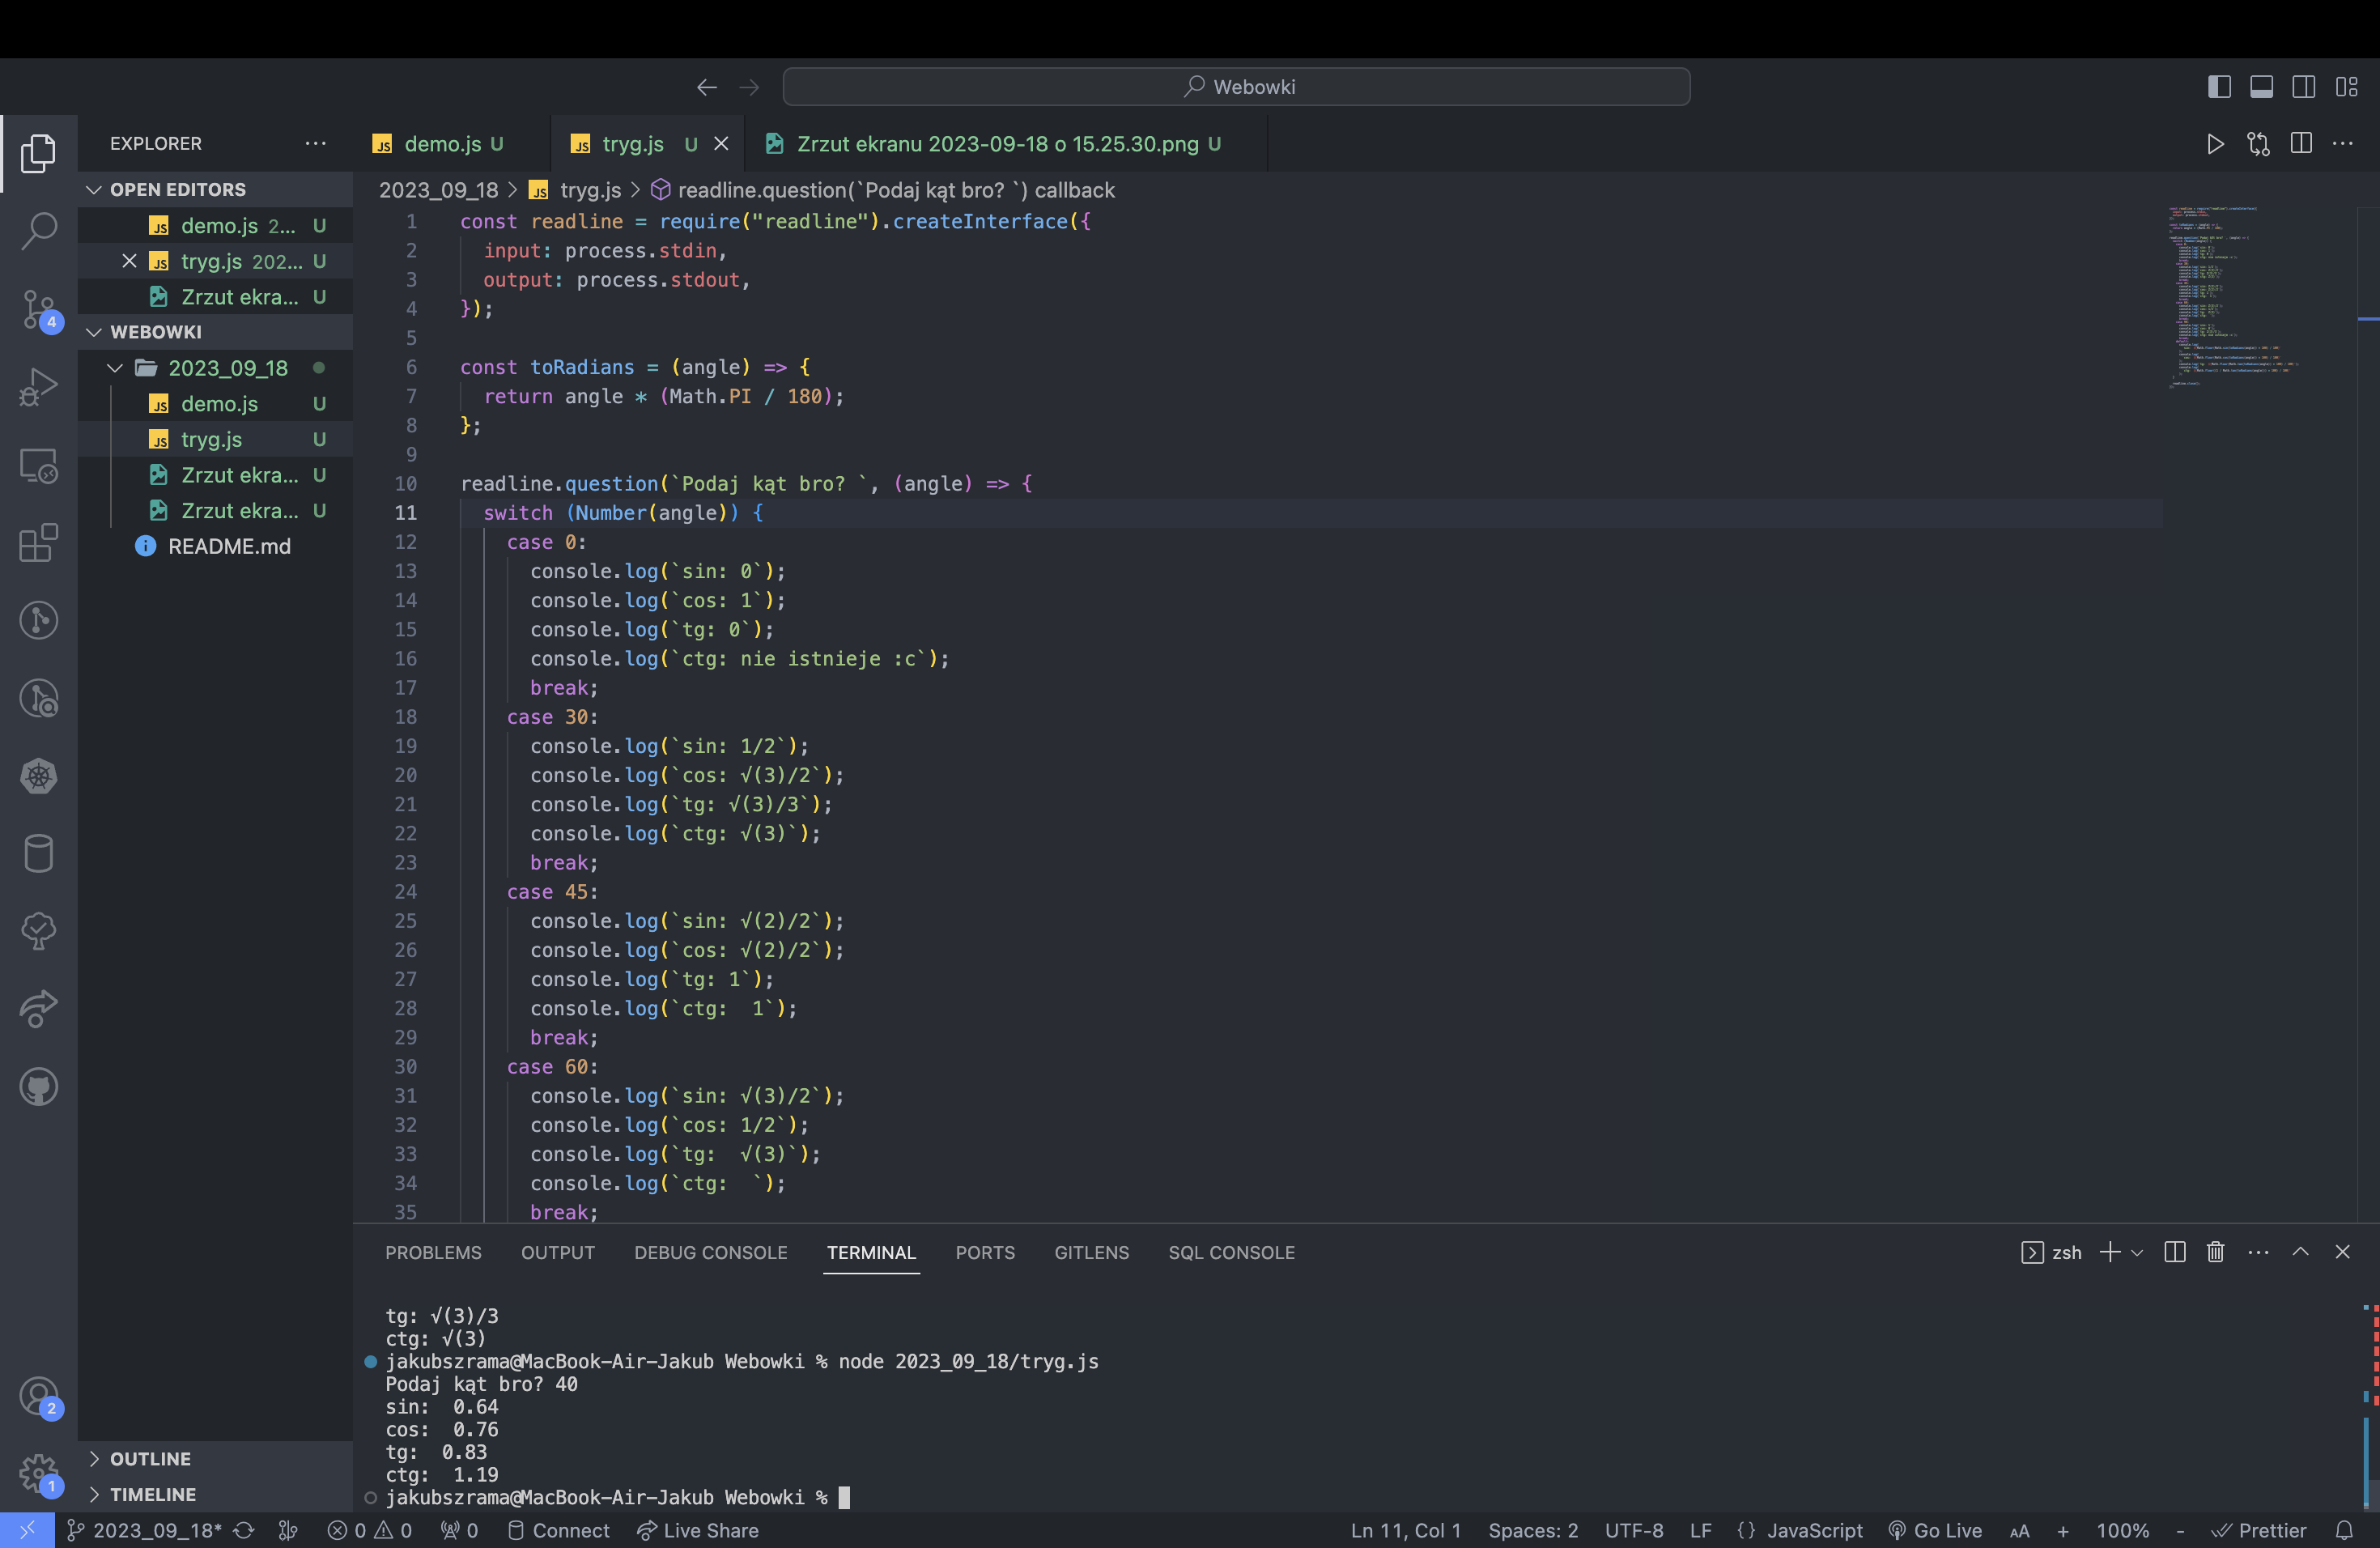 Webowki
EXPLORER
demo.js U
tryg.js U
Zrzut ekranu 2023-09-18 o 15.25.30.png U
OPEN EDITORS
demo.js 2... U
tryg.js 202... U
Zrzut ekra... U
WEBOWKI
2023_09_18
demo.js U
tryg.js U
Zrzut ekra... U
Zrzut ekra... U
README.md
OUTLINE
TIMELINE
4
2
1
2023_09_18 > tryg.js > readline.question(`Podaj kąt bro? `) callback
1 const readline = require("readline").createInterface({
2 input: process.stdin,
3 output: process.stdout,
4 });
5
6 const toRadians = (angle) => {
7 return angle * (Math.PI / 180);
8 };
9
10 readline.question(`Podaj kąt bro? `, (angle) => {
11 switch (Number(angle)) {
12 case 0:
13 console.log(`sin: 0`);
14 console.log(`cos: 1`);
15 console.log(`tg: 0`);
16 console.log(`ctg: nie istnieje :c`);
17 break;
18 case 30:
19 console.log(`sin: 1/2`);
20 console.log(`cos: √(3)/2`);
21 console.log(`tg: √(3)/3`);
22 console.log(`ctg: √(3)`);
23 break;
24 case 45:
25 console.log(`sin: √(2)/2`);
26 console.log(`cos: √(2)/2`);
27 console.log(`tg: 1`);
28 console.log(`ctg:  1`);
29 break;
30 case 60:
31 console.log(`sin: √(3)/2`);
32 console.log(`cos: 1/2`);
33 console.log(`tg:  √(3)`);
34 console.log(`ctg:  `);
35 break;
PROBLEMS OUTPUT DEBUG CONSOLE TERMINAL PORTS GITLENS SQL CONSOLE
zsh
tg: √(3)/3
ctg: √(3)
jakubszrama@MacBook-Air-Jakub Webowki % node 2023_09_18/tryg.js
Podaj kąt bro? 40
sin:  0.64
cos:  0.76
tg:  0.83
ctg:  1.19
jakubszrama@MacBook-Air-Jakub Webowki %
2023_09_18* 0 0 0 Connect Live Share
Ln 11, Col 1 Spaces: 2 UTF-8 LF {} JavaScript Go Live AA + 100% - Prettier